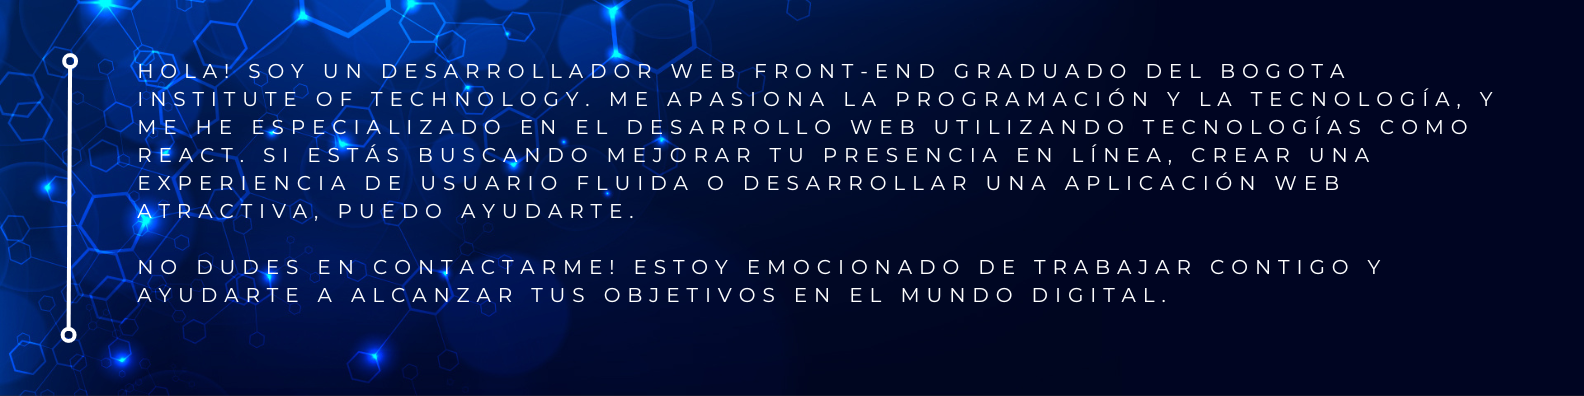 HOLA! SOY UN DESARROLLADOR WEB FRONT-END GRADUADO DEL BOGOTA
INSTITUTE OF TECHNOLOGY. ME APASIONA LA PROGRAMACIÓN Y LA TECNOLOGÍA, Y
ME HE ESPECIALIZADO EN EL DESARROLLO WEB UTILIZANDO TECNOLOGÍAS COMO
REACT. SI ESTÁS BUSCANDO MEJORAR TU PRESENCIA EN LÍNEA, CREAR UNA
EXPERIENCIA DE USUARIO FLUIDA O DESARROLLAR UNA APLICACIÓN WEB
ATRACTIVA, PUEDO AYUDARTE.
NO DUDES EN CONTACTARME! ESTOY EMOCIONADO DE TRABAJAR CONTIGO Y
AYUDARTE A ALCANZAR TUS OBJETIVOS EN EL MUNDO DIGITAL.